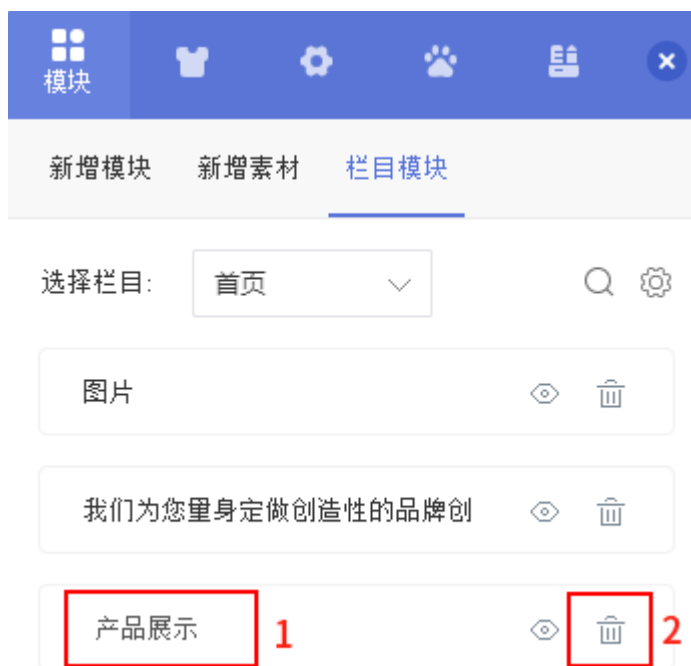 模块
新增模块 新增素材 栏目模块
选择栏目: 首页
图片
我们为您量身定做创造性的品牌创
产品展示 1 2